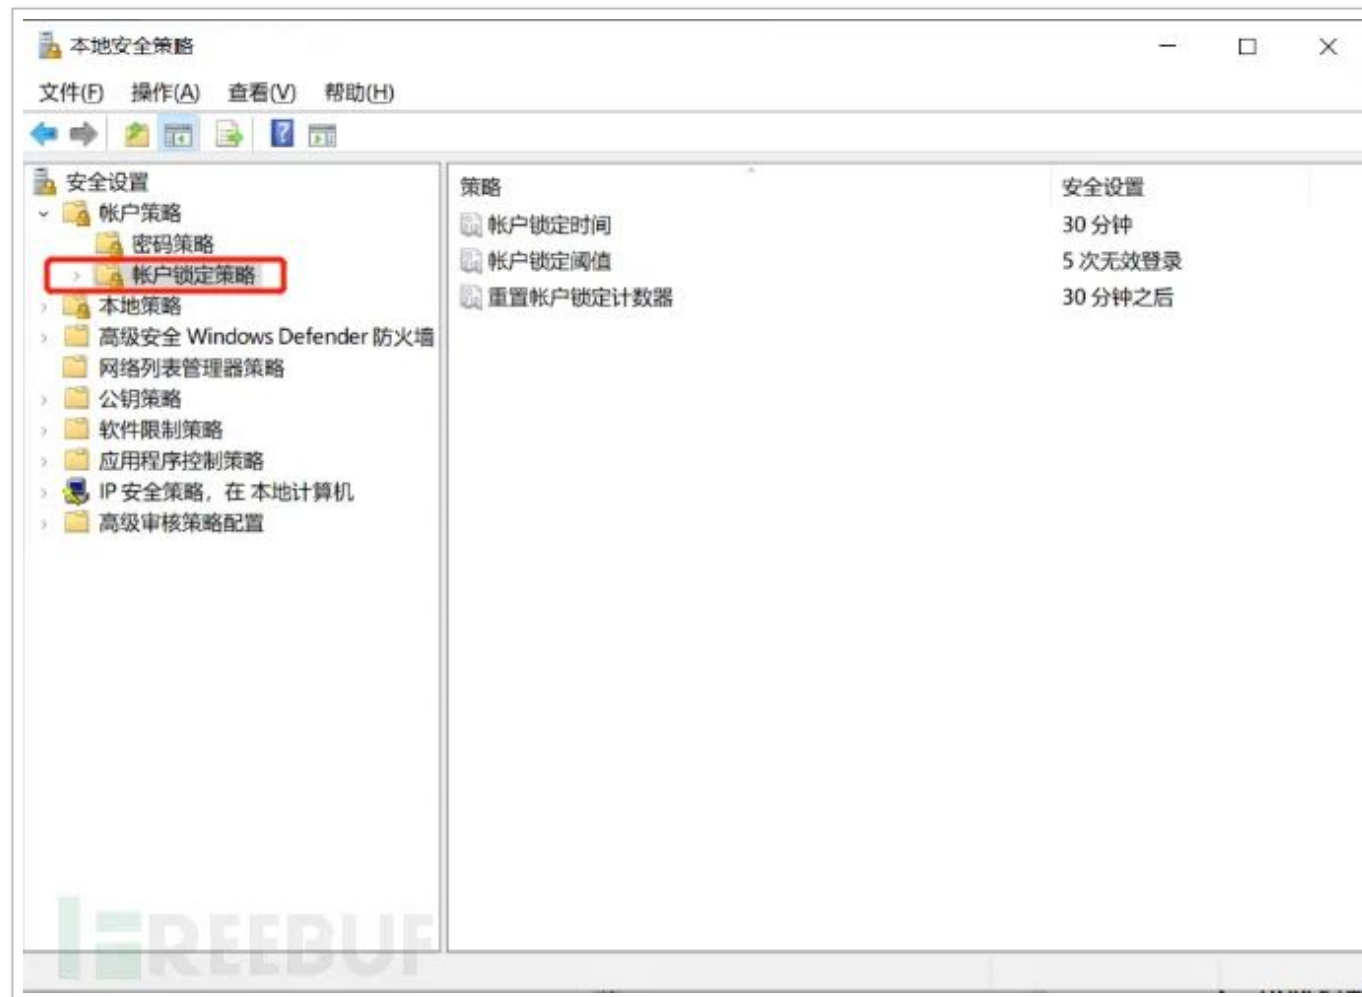 本地安全策略
文件(F) 操作(A) 查看(V) 帮助(H)
安全设置
帐户策略
密码策略
帐户锁定策略
本地策略
高级安全 Windows Defender 防火墙
网络列表管理器策略
公钥策略
软件限制策略
应用程序控制策略
IP 安全策略，在 本地计算机
高级审核策略配置
策略 安全设置
帐户锁定时间 30 分钟
帐户锁定阈值 5 次无效登录
重置帐户锁定计数器 30 分钟之后
FREEBUF